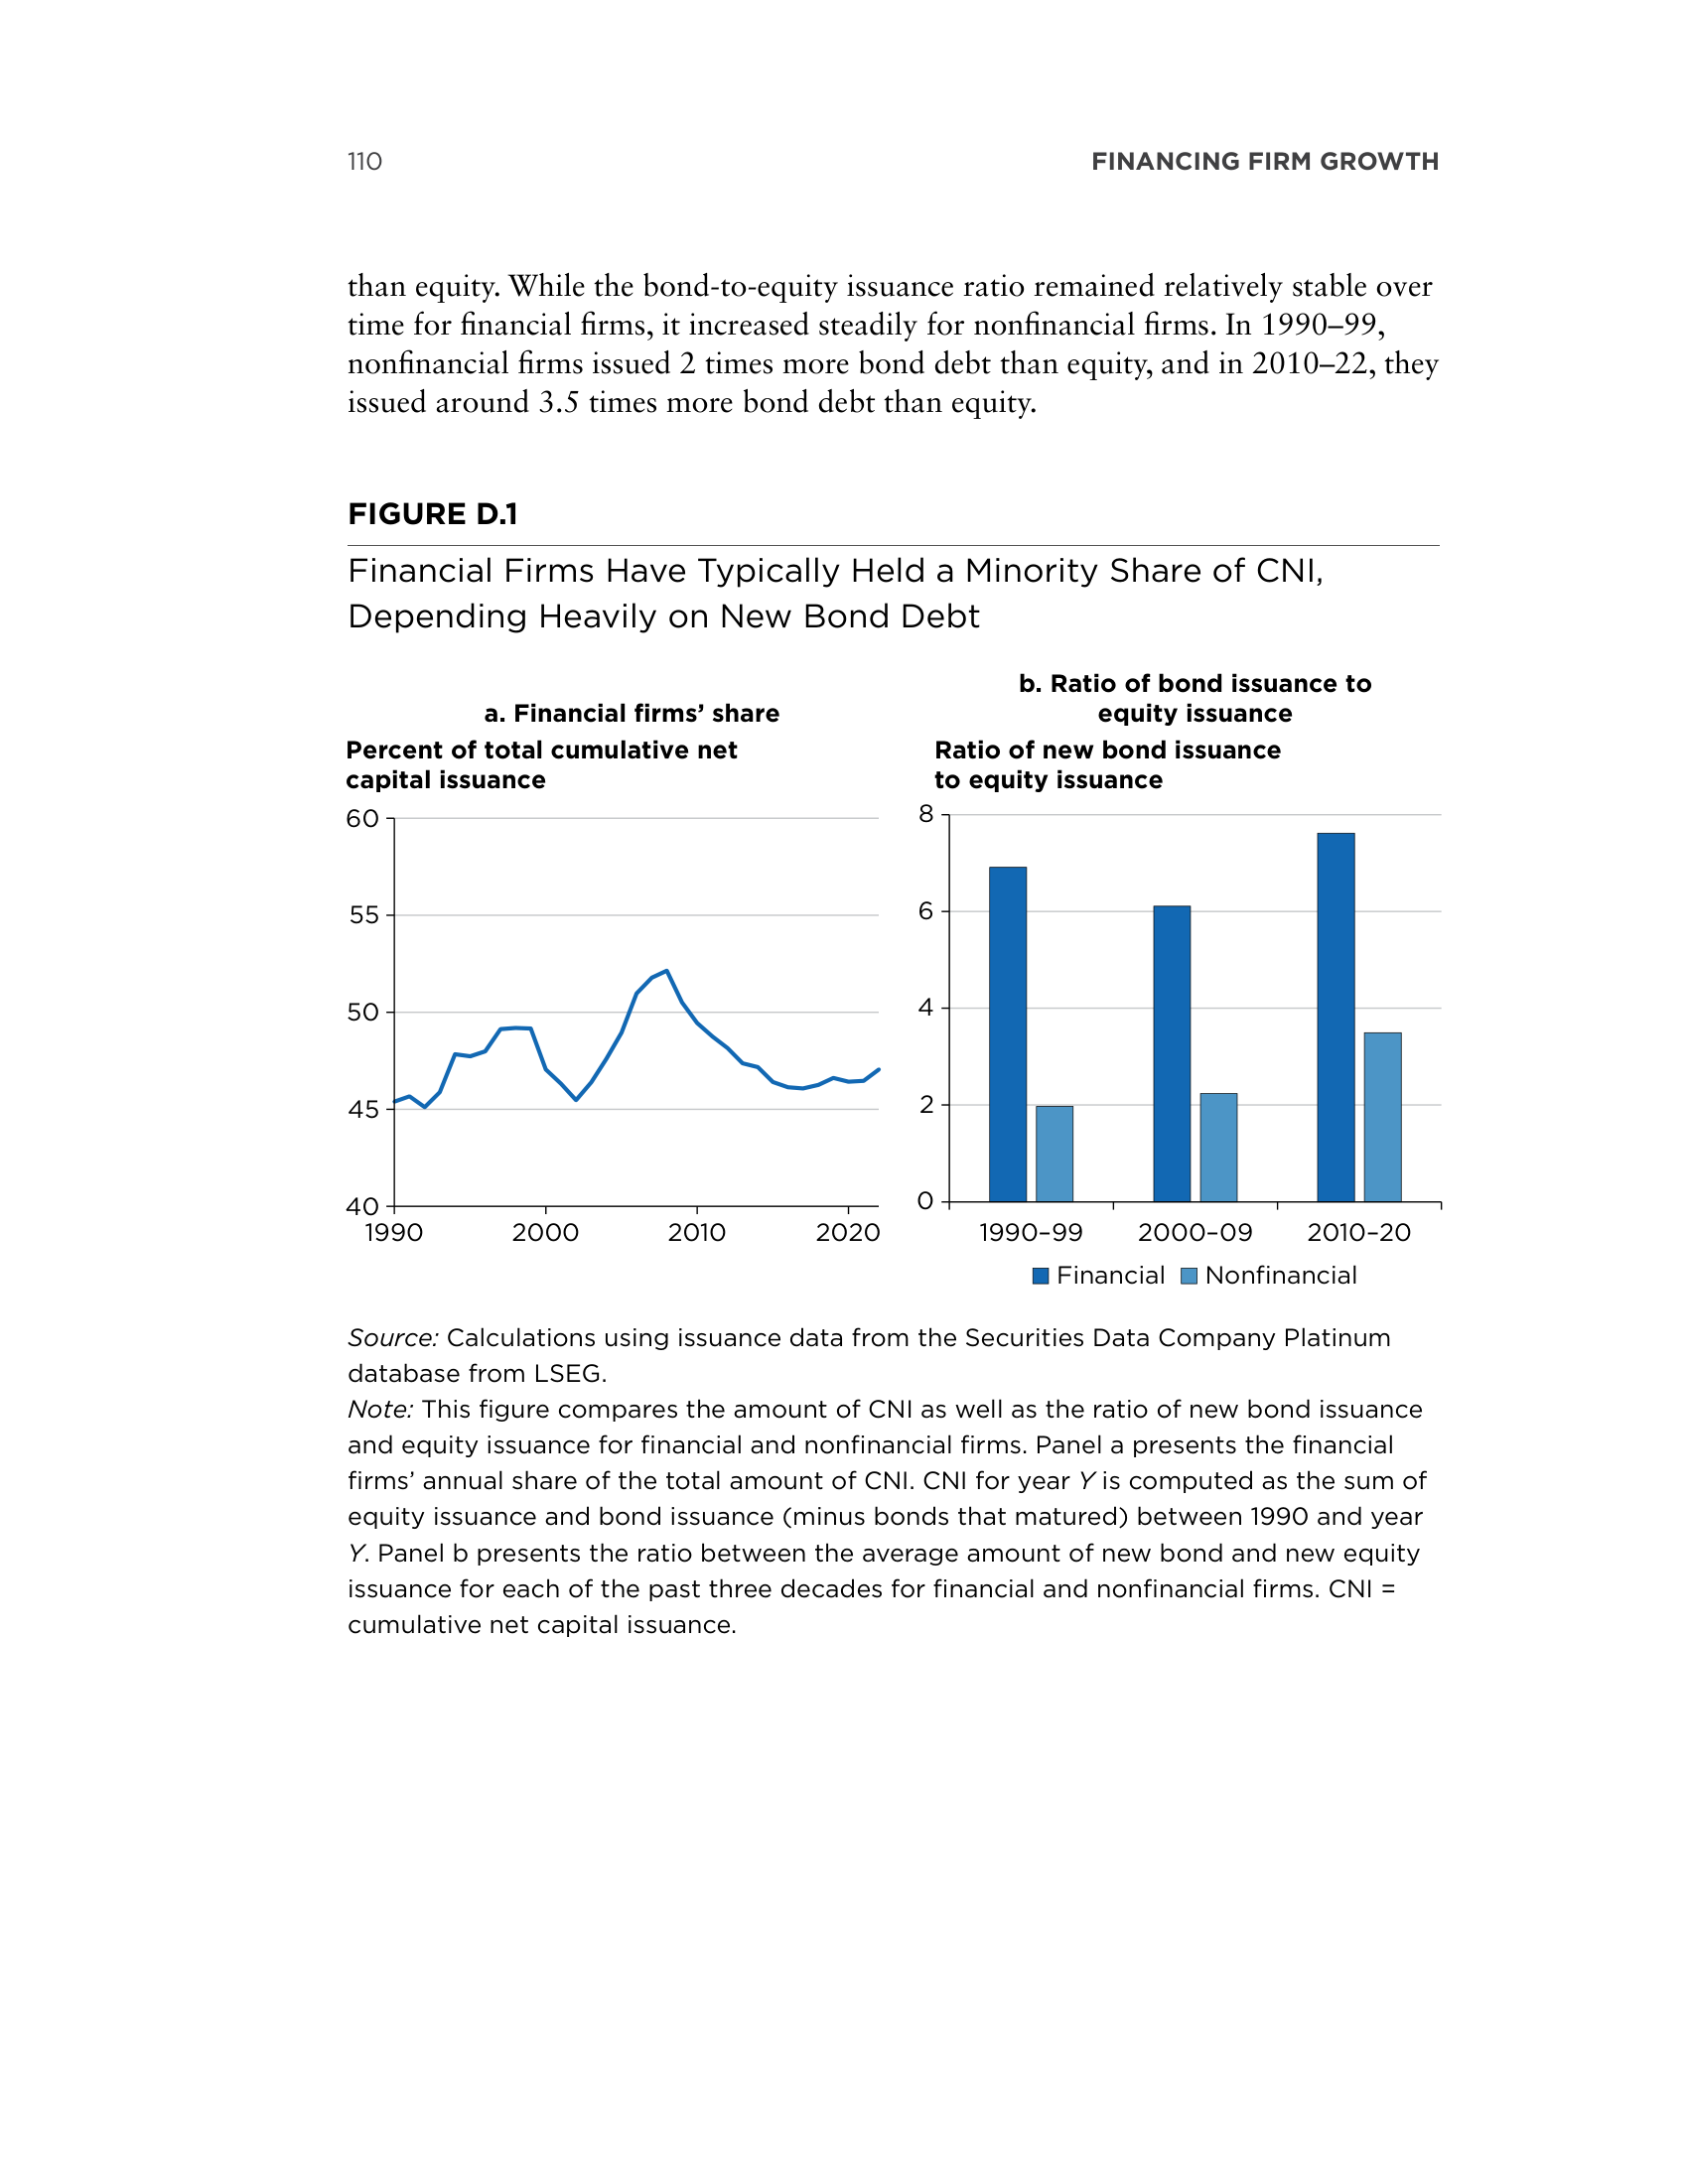 110
FINANCING FIRM GROWTH
than equity. While the bond-to-equity issuance ratio remained relatively stable over
time for financial firms, it increased steadily for nonfinancial firms. In 1990–99,
nonfinancial firms issued 2 times more bond debt than equity, and in 2010–22, they
issued around 3.5 times more bond debt than equity.
FIGURE D.1
Financial Firms Have Typically Held a Minority Share of CNI,
Depending Heavily on New Bond Debt
a. Financial firms’ share
Percent of total cumulative net
capital issuance
60
55
50
45
40
1990 2000 2010 2020
b. Ratio of bond issuance to
equity issuance
Ratio of new bond issuance
to equity issuance
8
6
4
2
0
1990–99 2000–09 2010–20
Financial Nonfinancial
Source: Calculations using issuance data from the Securities Data Company Platinum
database from LSEG.
Note: This figure compares the amount of CNI as well as the ratio of new bond issuance
and equity issuance for financial and nonfinancial firms. Panel a presents the financial
firms’ annual share of the total amount of CNI. CNI for year Y is computed as the sum of
equity issuance and bond issuance (minus bonds that matured) between 1990 and year
Y. Panel b presents the ratio between the average amount of new bond and new equity
issuance for each of the past three decades for financial and nonfinancial firms. CNI =
cumulative net capital issuance.